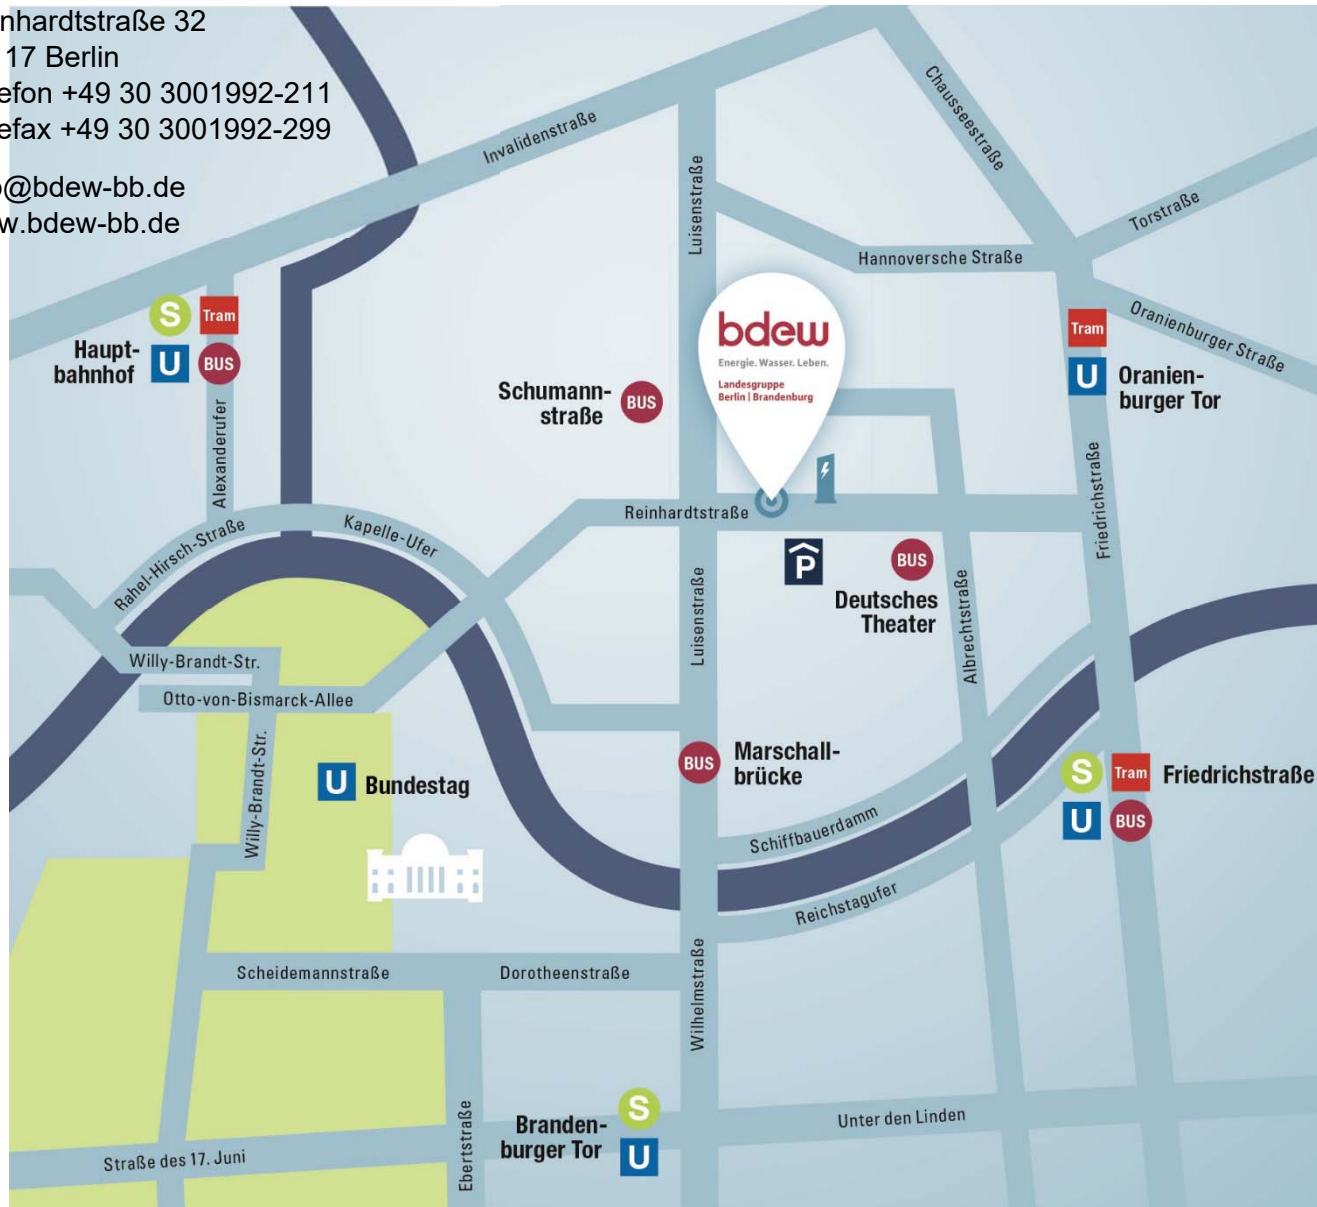 nhardtstraße 32
17 Berlin
efon +49 30 3001992-211
efax +49 30 3001992-299
@bdew-bb.de
w.bdew-bb.de
Invalidenstraße
Chausseestraße
Luisenstraße
Torstraße
Hannoversche Straße
Oranienburger Straße
S Tram
Haupt-
bahnhof U BUS
Alexanderufer
bdew
Energie. Wasser. Leben.
Landesgruppe
Berlin | Brandenburg
Tram
U Oranien-
burger Tor
Schumann-
straße BUS
Friedrichstraße
Reinhardtstraße
Rahel-Hirsch-Straße
Kapelle-Ufer
P
BUS
Deutsches
Theater
Albrechtstraße
Luisenstraße
Willy-Brandt-Str.
Otto-von-Bismarck-Allee
Willy-Brandt-Str.
U Bundestag
BUS Marschall-
brücke
S Tram Friedrichstraße
U BUS
Schiffbauerdamm
Reichstagufer
Scheidemannstraße
Dorotheenstraße
Wilhelmstraße
Branden-
burger Tor
S
U
Unter den Linden
Ebertstraße
Straße des 17. Juni